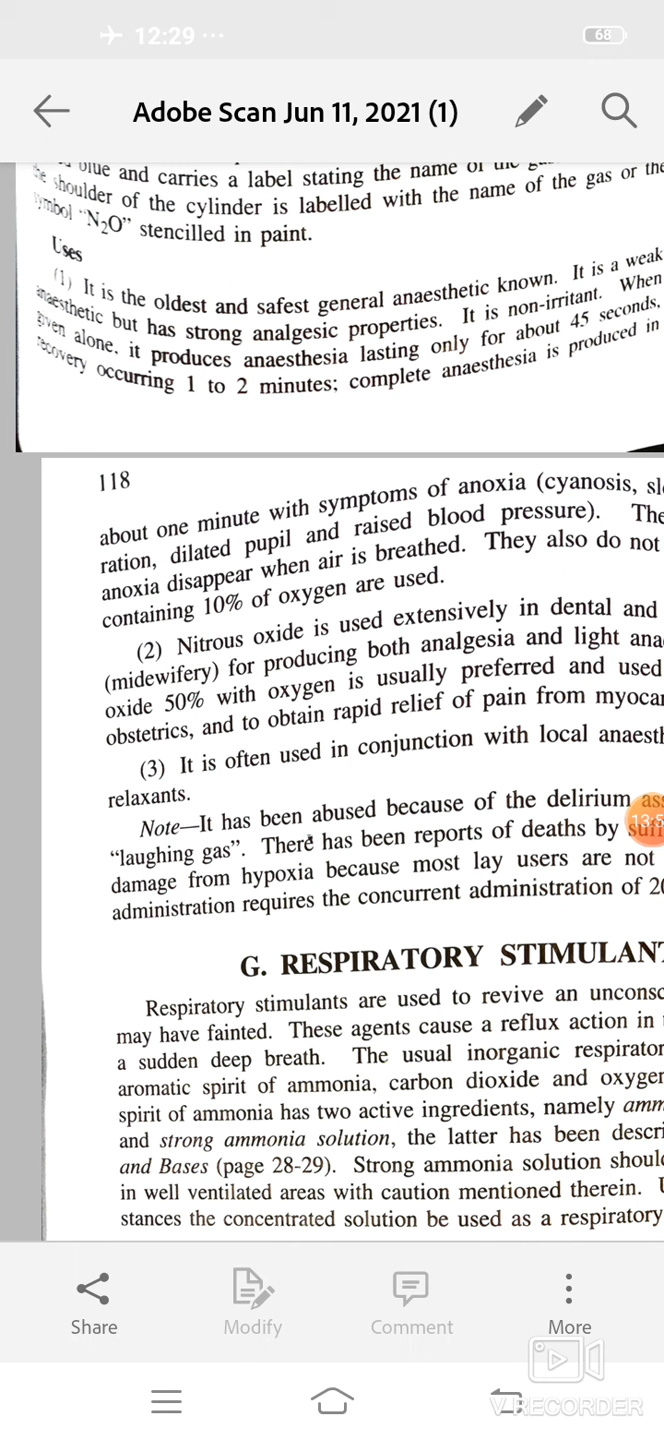 12:29 ...
68
Adobe Scan Jun 11, 2021 (1)
blue and carries a label stating the name of the
shoulder of the cylinder is labelled with the name of the gas or the
"N₂O" stencilled in paint.
Uses
(1) It is the oldest and safest general anaesthetic known. It is a weak
anaesthetic but has strong analgesic properties. It is non-irritant. When
given alone, it produces anaesthesia lasting only for about 45 seconds,
recovery occurring 1 to 2 minutes; complete anaesthesia is produced in
118
about one minute with symptoms of anoxia (cyanosis,
ration, dilated pupil and raised blood pressure). The
anoxia disappear when air is breathed. They also do not
containing 10% of oxygen are used.
(2) Nitrous oxide is used extensively in dental and
(midewifery) for producing both analgesia and light ana
oxide 50% with oxygen is usually preferred and used
obstetrics, and to obtain rapid relief of pain from myocar
(3) It is often used in conjunction with local anaesth
relaxants.
Note—It has been abused because of the delirium ass
"laughing gas". There has been reports of deaths by
damage from hypoxia because most lay users are not
administration requires the concurrent administration of
G. RESPIRATORY STIMULANT
Respiratory stimulants are used to revive an unconsc
may have fainted. These agents cause a reflux action in
a sudden deep breath. The usual inorganic respirator
aromatic spirit of ammonia, carbon dioxide and oxygen
spirit of ammonia has two active ingredients, namely amm
and strong ammonia solution, the latter has been descri
and Bases (page 28-29). Strong ammonia solution should
in well ventilated areas with caution mentioned therein.
stances the concentrated solution be used as a respiratory
Share
Modify
Comment
More
V RECORDER